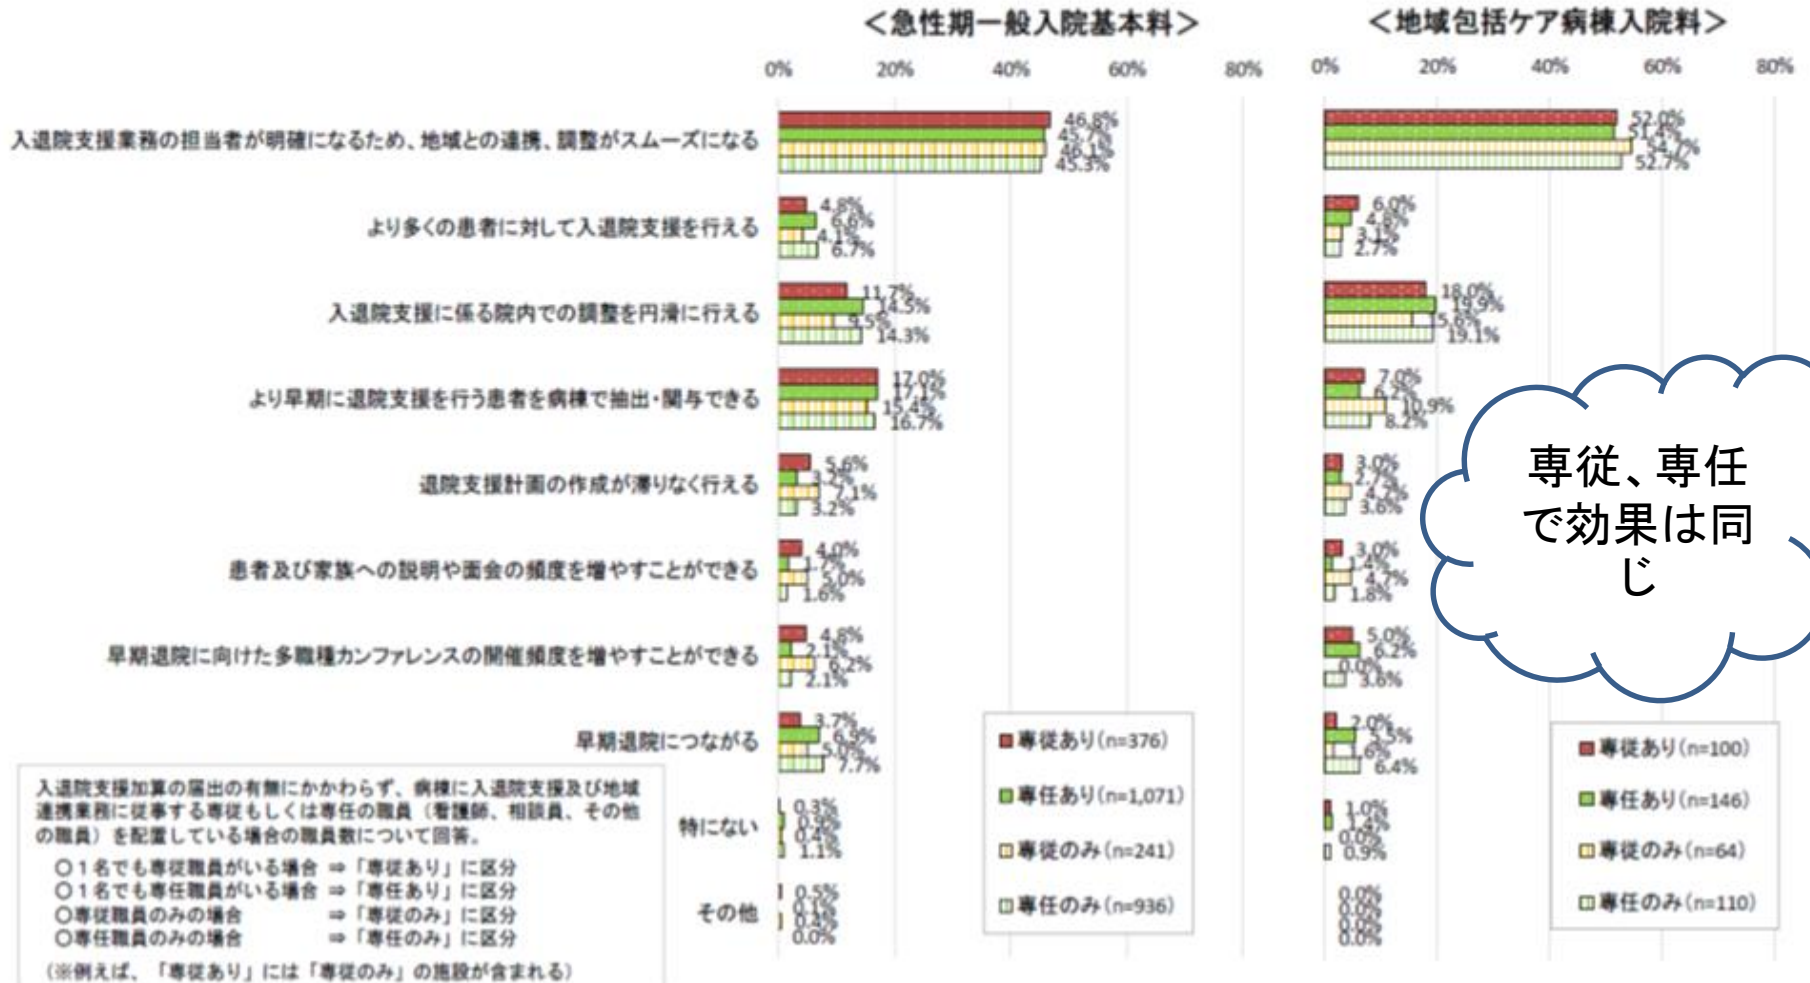 ＜急性期一般入院基本料＞
0% 20% 40% 60% 80%
＜地域包括ケア病棟入院料＞
0% 20% 40% 60% 80%
入退院支援業務の担当者が明確になるため、地域との連携、調整がスムーズになる
46.8%
45.7%
46.1%
45.3%
52.0%
51.4%
54.7%
52.7%
より多くの患者に対して入退院支援を行える
4.8%
6.6%
4.1%
6.7%
6.0%
4.8%
3.1%
2.7%
入退院支援に係る院内での調整を円滑に行える
11.7%
14.5%
9.5%
14.3%
18.0%
19.9%
15.6%
19.1%
より早期に退院支援を行う患者を病棟で抽出・関与できる
17.0%
17.1%
15.4%
16.7%
7.0%
6.2%
10.9%
8.2%
退院支援計画の作成が滞りなく行える
5.6%
3.2%
7.1%
3.2%
3.0%
2.7%
4.7%
3.6%
患者及び家族への説明や面会の頻度を増やすことができる
4.0%
1.7%
5.0%
1.6%
3.0%
1.4%
4.7%
1.8%
早期退院に向けた多職種カンファレンスの開催頻度を増やすことができる
4.8%
2.1%
6.2%
2.1%
5.0%
6.2%
0.0%
3.6%
早期退院につながる
3.7%
6.9%
5.0%
7.7%
2.0%
5.5%
1.6%
6.4%
特にない
0.3%
0.9%
0.4%
1.1%
1.0%
1.4%
0.0%
0.9%
その他
0.5%
0.1%
0.4%
0.0%
0.0%
0.0%
0.0%
0.0%
専従、専任
で効果は同
じ
専従あり(n=376)
専任あり(n=1,071)
専従のみ(n=241)
専任のみ(n=936)
専従あり(n=100)
専任あり(n=146)
専従のみ(n=64)
専任のみ(n=110)
入退院支援加算の届出の有無にかかわらず、病棟に入退院支援及び地域
連携業務に従事する専従もしくは専任の職員（看護師、相談員、その他
の職員）を配置している場合の職員数について回答。
○１名でも専従職員がいる場合 ⇒「専従あり」に区分
○１名でも専任職員がいる場合 ⇒「専任あり」に区分
○専従職員のみの場合 ⇒「専従のみ」に区分
○専任職員のみの場合 ⇒「専任のみ」に区分
（※例えば、「専従あり」には「専従のみ」の施設が含まれる）